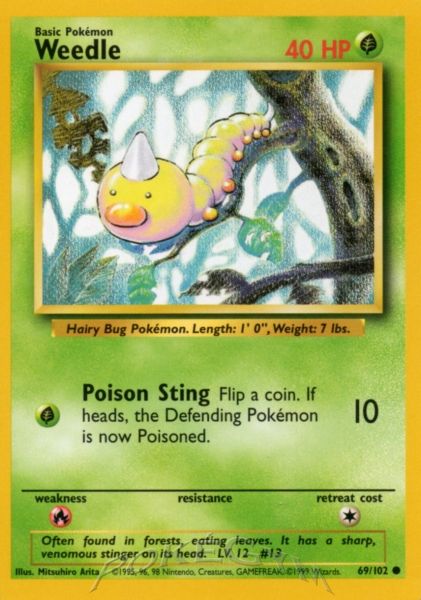 Basic Pokémon
Weedle
40 HP
Hairy Bug Pokémon. Length: 1' 0", Weight: 7 lbs.
Poison Sting Flip a coin. If
heads, the Defending Pokémon
is now Poisoned.
10
weakness resistance retreat cost
Often found in forests, eating leaves. It has a sharp,
venomous stinger on its head. LV. 12 #13
Illus. Mitsuhiro Arita ©1995, 96, 98 Nintendo, Creatures, GAMEFREAK. ©1999 Wizards. 69/102